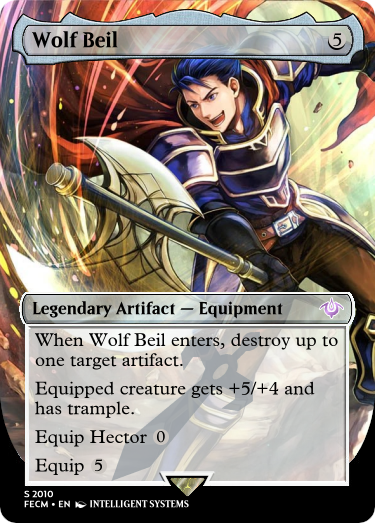 Wolf Beil 5
Legendary Artifact — Equipment
When Wolf Beil enters, destroy up to
one target artifact.
Equipped creature gets +5/+4 and
has trample.
Equip Hector 0
Equip 5
S 2010
FECM • EN INTELLIGENT SYSTEMS